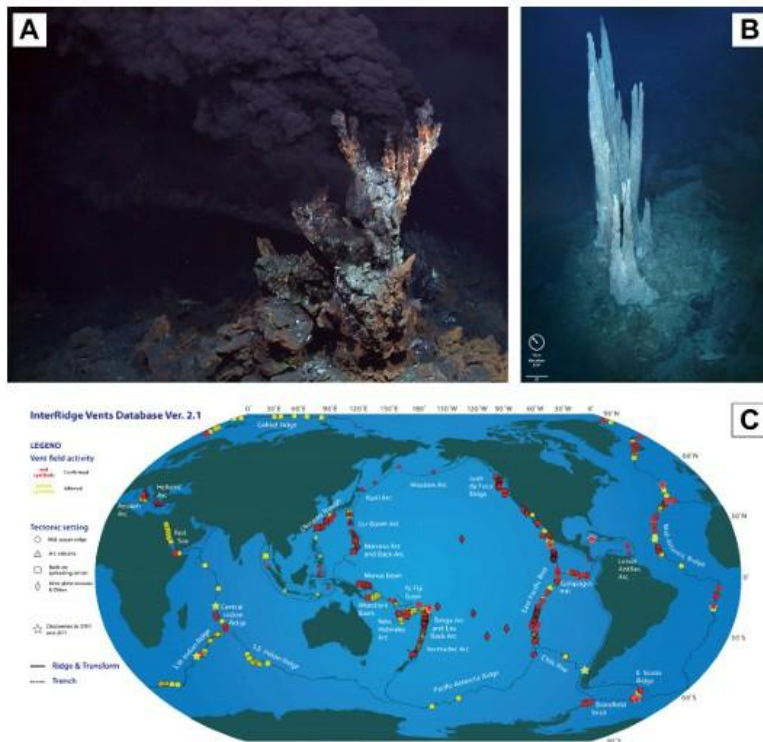 A
B
C
InterRidge Vents Database Ver. 2.1
LEGEND
Vent field activity
Confirmed
Inferred
Tectonic setting
Mid-ocean ridge
Arc volcano
Discoveries in 2010
and 2011
Ridge & Transform
Trench
0° 30°E 60°E 90°E 120°E 150°E 180° 150°W 120°W 90°W 60°W 30°W 0°
Gakkel Ridge
Aleutian Arc
Kuril Arc
Juan
de Fuca
Ridge
Hellenic
Arc
Aeolian
Arc
Red
Sea
Okinawa Trough
Izu-Bonin Arc
Mariana Arc
and Back Arc
Mid-Atlantic Ridge
Lesser
Antilles
Arc
Galapagos
Rift
East Pacific Rise
Manus Basin
Woodlark
Basin
N. Fiji
Basin
New
Hebrides
Arc
Tonga Arc
and Lau
Back Arc
Kermadec Arc
Central
Indian
Ridge
S.W. Indian Ridge
S.E. Indian Ridge
Pacific Antarctic Ridge
Chile Rise
E. Scotia
Ridge
Bransfield
Strait
90°N
60°N
30°N
0°
30°S
60°S
90°S